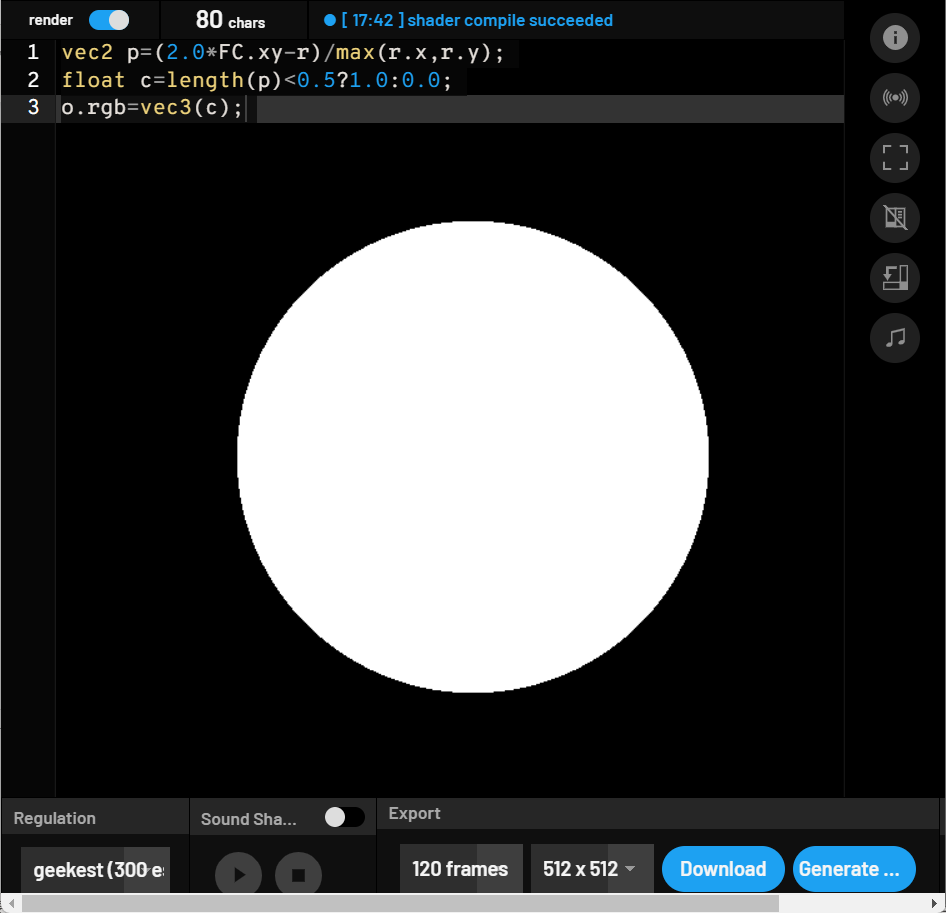 render 80 chars [ 17:42 ] shader compile succeeded
1 vec2 p=(2.0*FC.xy-r)/max(r.x,r.y);
2 float c=length(p)<0.5?1.0:0.0;
3 o.rgb=vec3(c);
Regulation Sound Sha... Export
geekest (300 es 120 frames 512 x 512 Download Generate ...